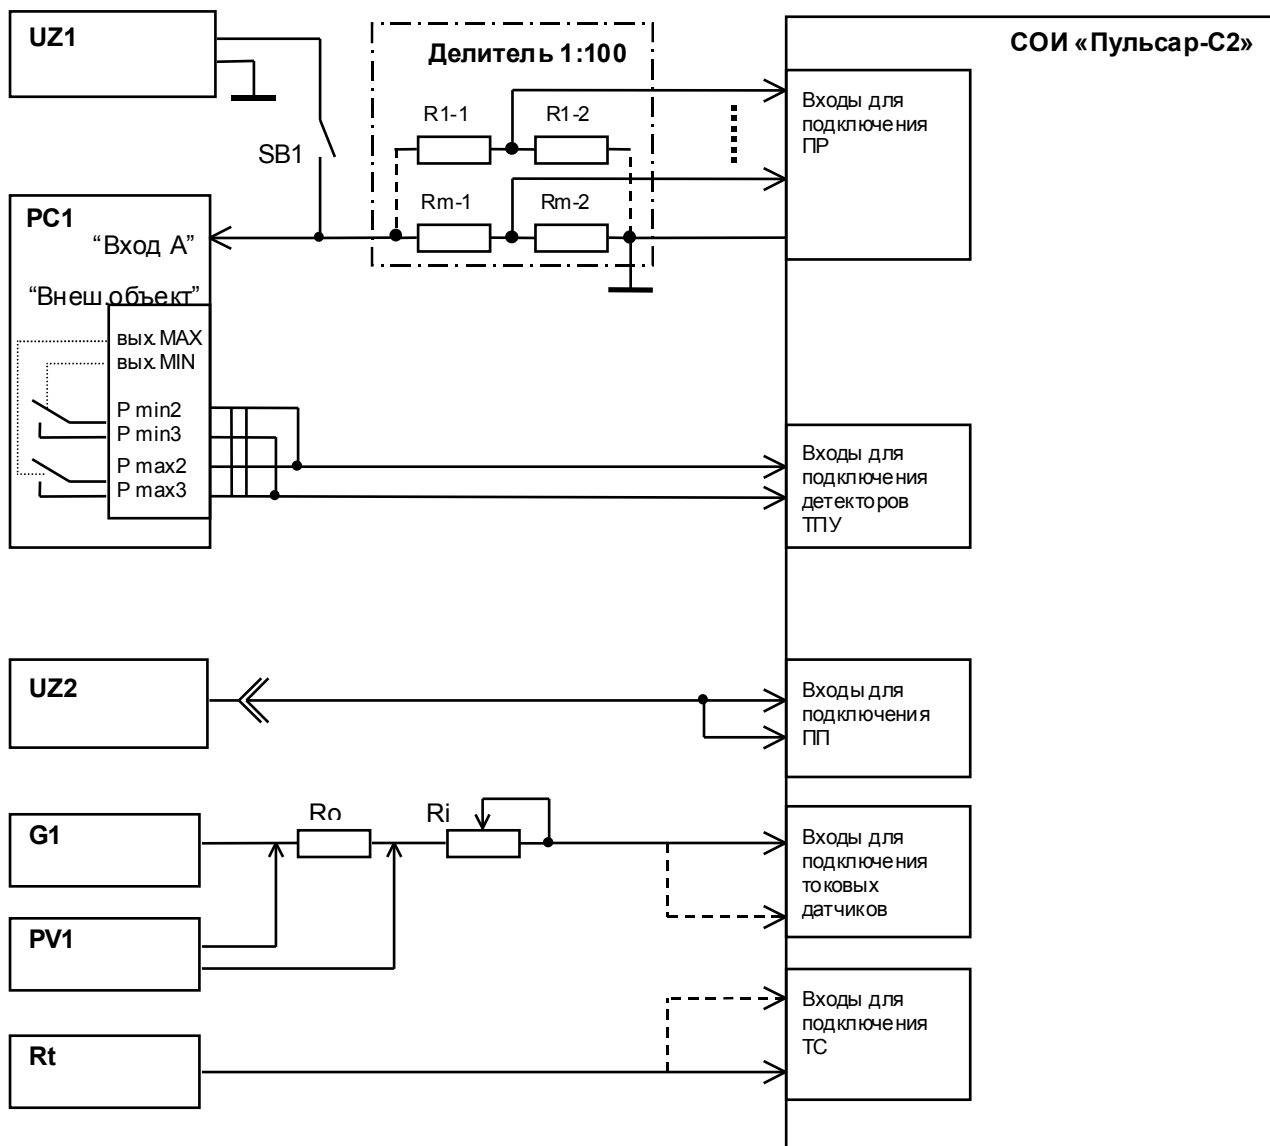 UZ1
Делитель 1:100
СОИ «Пульсар-С2»
R1-1
R1-2
Входы для
подключения
ПР
SB1
Rm-1
Rm-2
PC1
“Вход А”
“Внеш.объект”
вых.MAX
вых.MIN
P min2
P min3
P max2
P max3
Входы для
подключения
детекторов
ТПУ
UZ2
Входы для
подключения
ПП
Ro
Ri
G1
Входы для
подключения
токовых
датчиков
PV1
Входы для
подключения
ТС
Rt